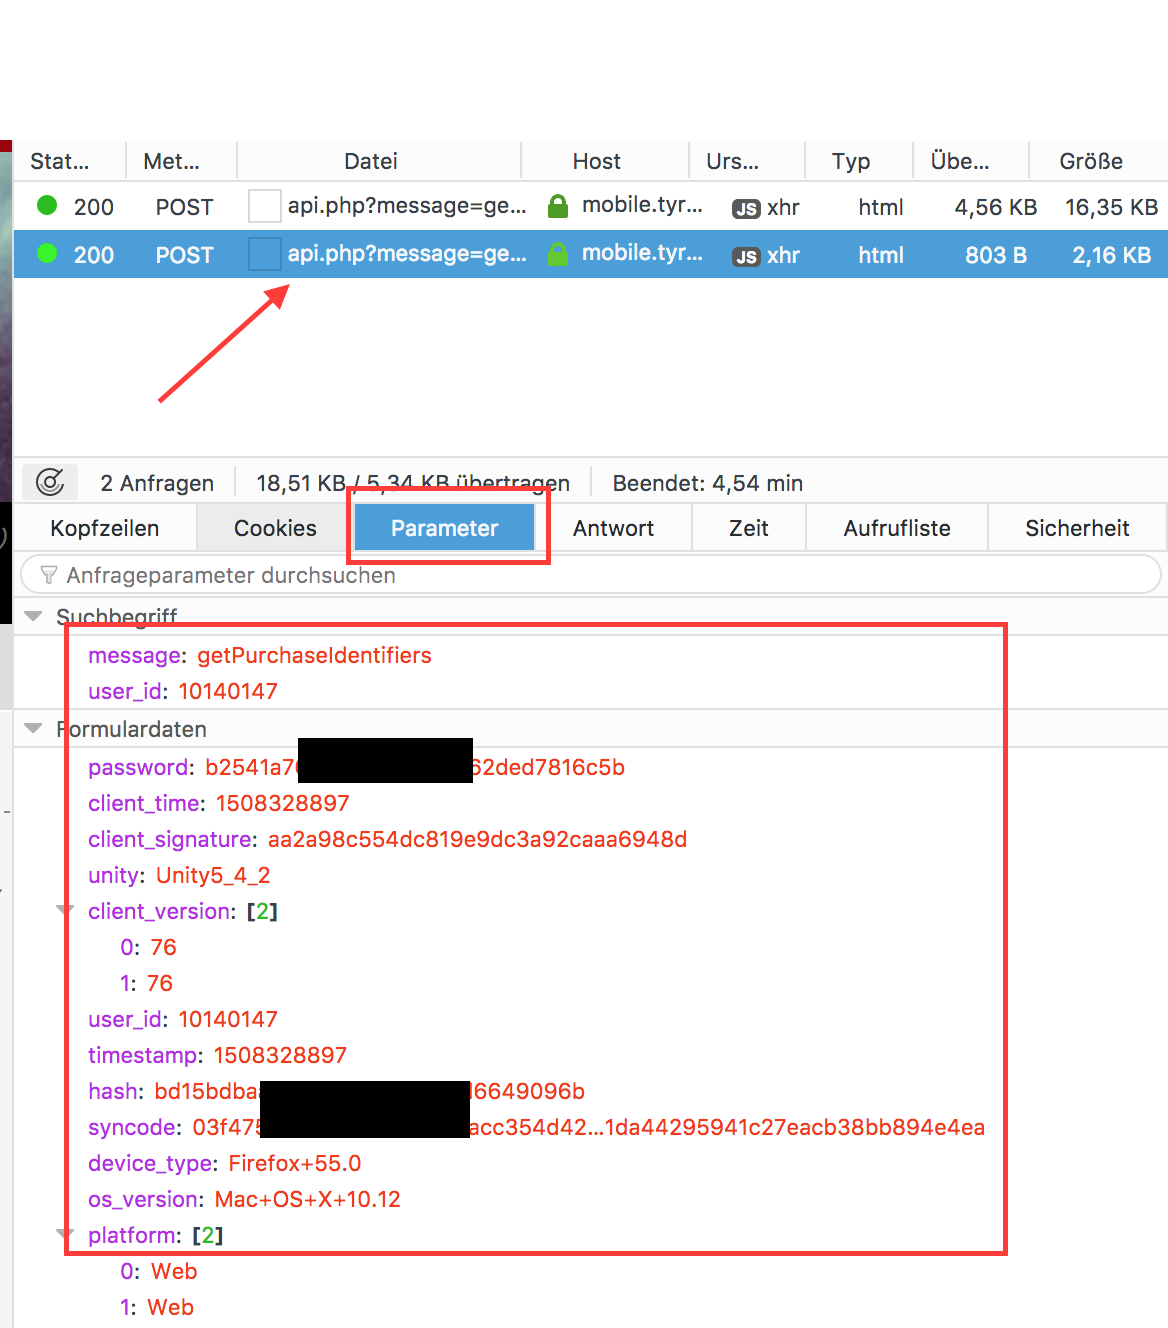 Stat... Met... Datei Host Urs... Typ Übe... Größe
200 POST api.php?message=ge... mobile.tyr... JS xhr html 4,56 KB 16,35 KB
200 POST api.php?message=ge... mobile.tyr... JS xhr html 803 B 2,16 KB
2 Anfragen 18,51 KB / 5,34 KB übertragen Beendet: 4,54 min
Kopfzeilen Cookies Parameter Antwort Zeit Aufrufliste Sicherheit
Anfrageparameter durchsuchen
Suchbegriff
message: getPurchaseIdentifiers
user_id: 10140147
Formulardaten
password: b2541a7 62ded7816c5b
client_time: 1508328897
client_signature: aa2a98c554dc819e9dc3a92caaa6948d
unity: Unity5_4_2
client_version: [2]
0: 76
1: 76
user_id: 10140147
timestamp: 1508328897
hash: bd15bdba 6649096b
syncode: 03f475 acc354d42...1da44295941c27eacb38bb894e4ea
device_type: Firefox+55.0
os_version: Mac+OS+X+10.12
platform: [2]
0: Web
1: Web